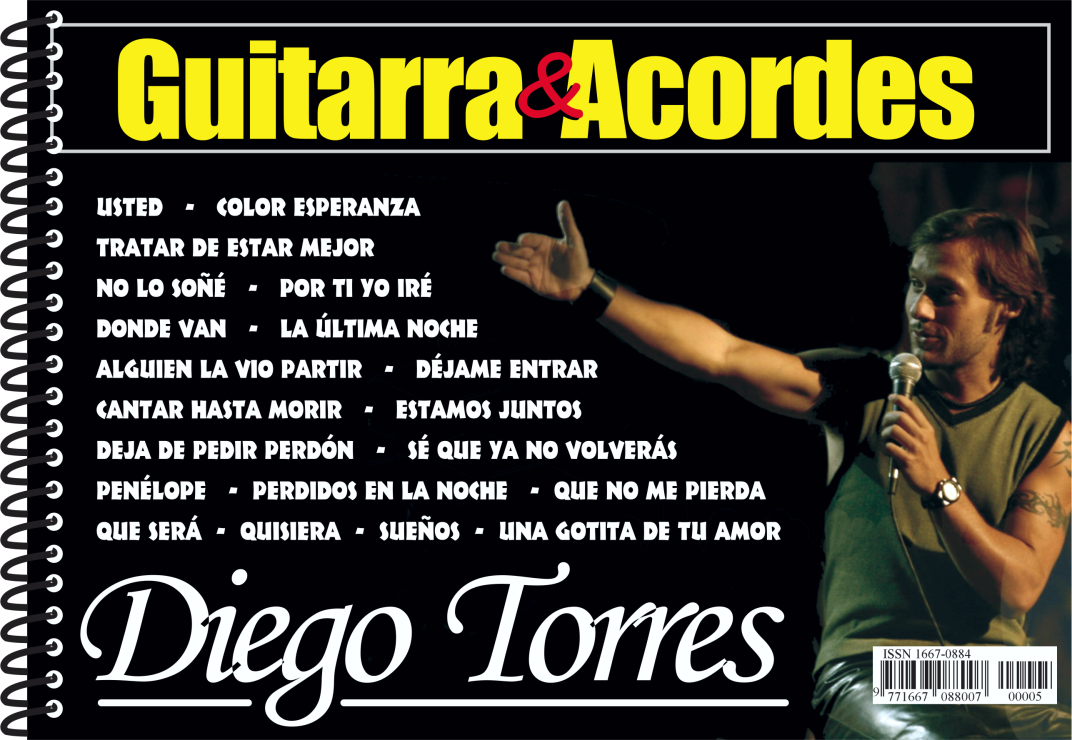 Guitarra & Acordes
USTED - COLOR ESPERANZA
TRATAR DE ESTAR MEJOR
NO LO SOÑÉ - POR TI YO IRÉ
DONDE VAN - LA ÚLTIMA NOCHE
ALGUIEN LA VIO PARTIR - DÉJAME ENTRAR
CANTAR HASTA MORIR - ESTAMOS JUNTOS
DEJA DE PEDIR PERDÓN - SÉ QUE YA NO VOLVERÁS
PENÉLOPE - PERDIDOS EN LA NOCHE - QUE NO ME PIERDA
QUE SERÁ - QUISIERA - SUEÑOS - UNA GOTITA DE TU AMOR
Diego Torres
ISSN 1667-0884
9 771667 088007 00005